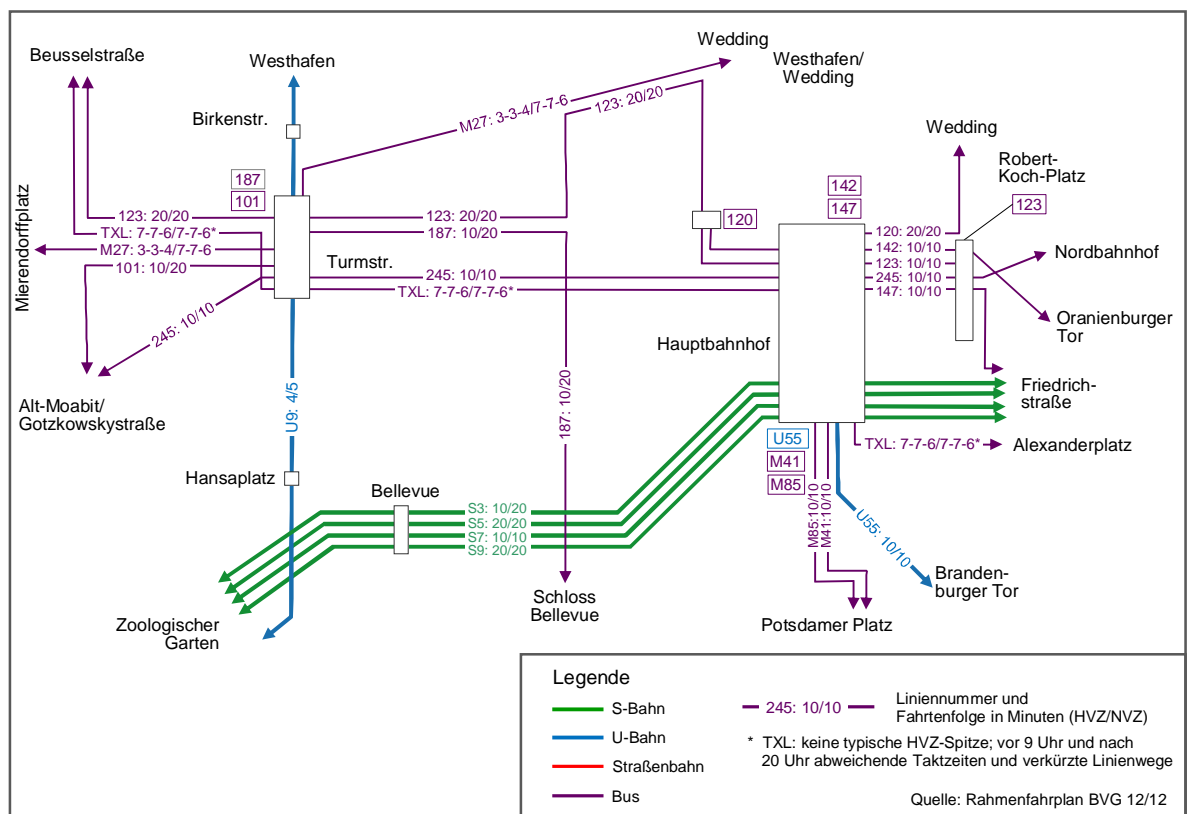 Beusselstraße
Westhafen
Wedding
Westhafen/
Wedding
M27: 3-3-4/7-7-6
123: 20/20
Birkenstr.
Wedding
Robert-
Koch-Platz
187
101
142
147
123
Mierendorffplatz
123: 20/20
TXL: 7-7-6/7-7-6*
M27: 3-3-4/7-7-6
101: 10/20
245: 10/10
Turmstr.
123: 20/20
187: 10/20
245: 10/10
TXL: 7-7-6/7-7-6*
120
120: 20/20
142: 10/10
123: 10/10
245: 10/10
147: 10/10
Nordbahnhof
Oranienburger
Tor
Hauptbahnhof
Alt-Moabit/
Gotzkowskystraße
U9: 4/5
187: 10/20
Friedrich-
straße
U55
M41
M85
TXL: 7-7-6/7-7-6*
Alexanderplatz
Hansaplatz
Bellevue
S3: 10/20
S5: 20/20
S7: 10/10
S9: 20/20
M85:10/10
M41:10/10
U55: 10/10
Branden-
burger Tor
Schloss
Bellevue
Zoologischer
Garten
Potsdamer Platz
Legende
S-Bahn
U-Bahn
Straßenbahn
Bus
245: 10/10
Liniennummer und
Fahrtenfolge in Minuten (HVZ/NVZ)
* TXL: keine typische HVZ-Spitze; vor 9 Uhr und nach
20 Uhr abweichende Taktzeiten und verkürzte Linienwege
Quelle: Rahmenfahrplan BVG 12/12